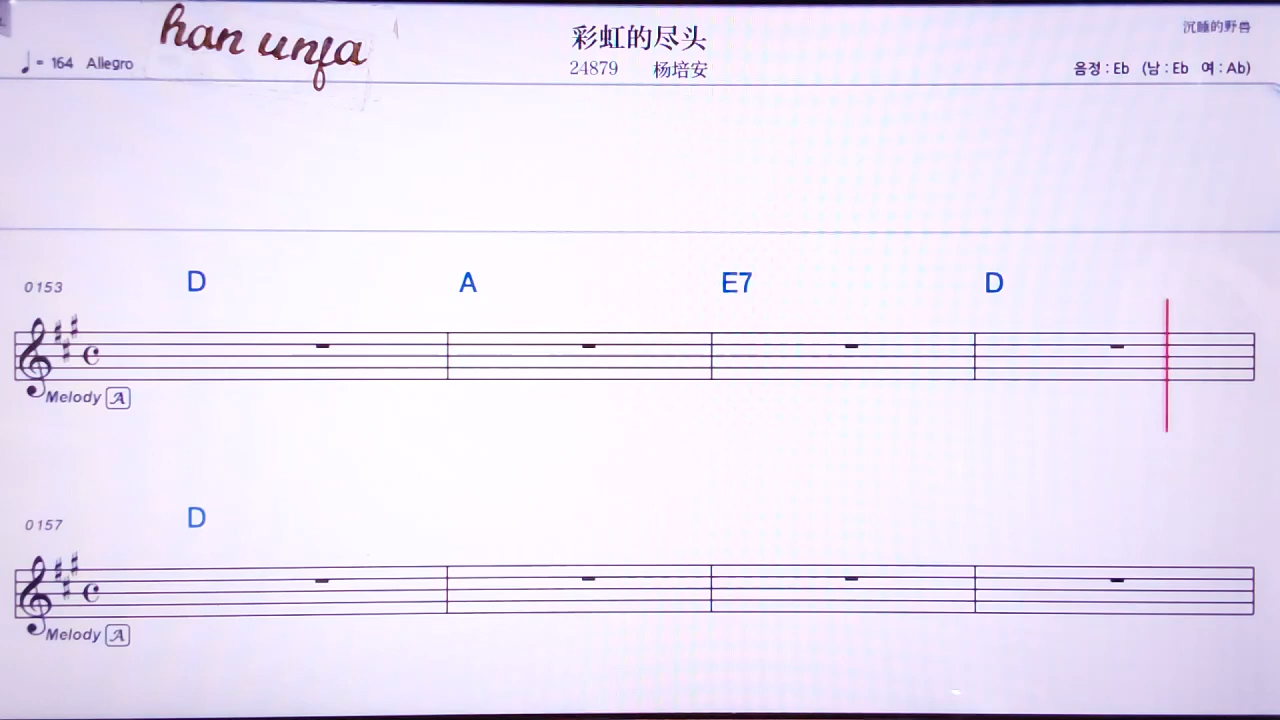 han unfa
彩虹的尽头
沉睡的野兽
♩= 164 Allegro
24879 杨培安
음정 : Eb (남 : Eb 여 : Ab)
D A E7 D
0153
Melody A
D
0157
Melody A